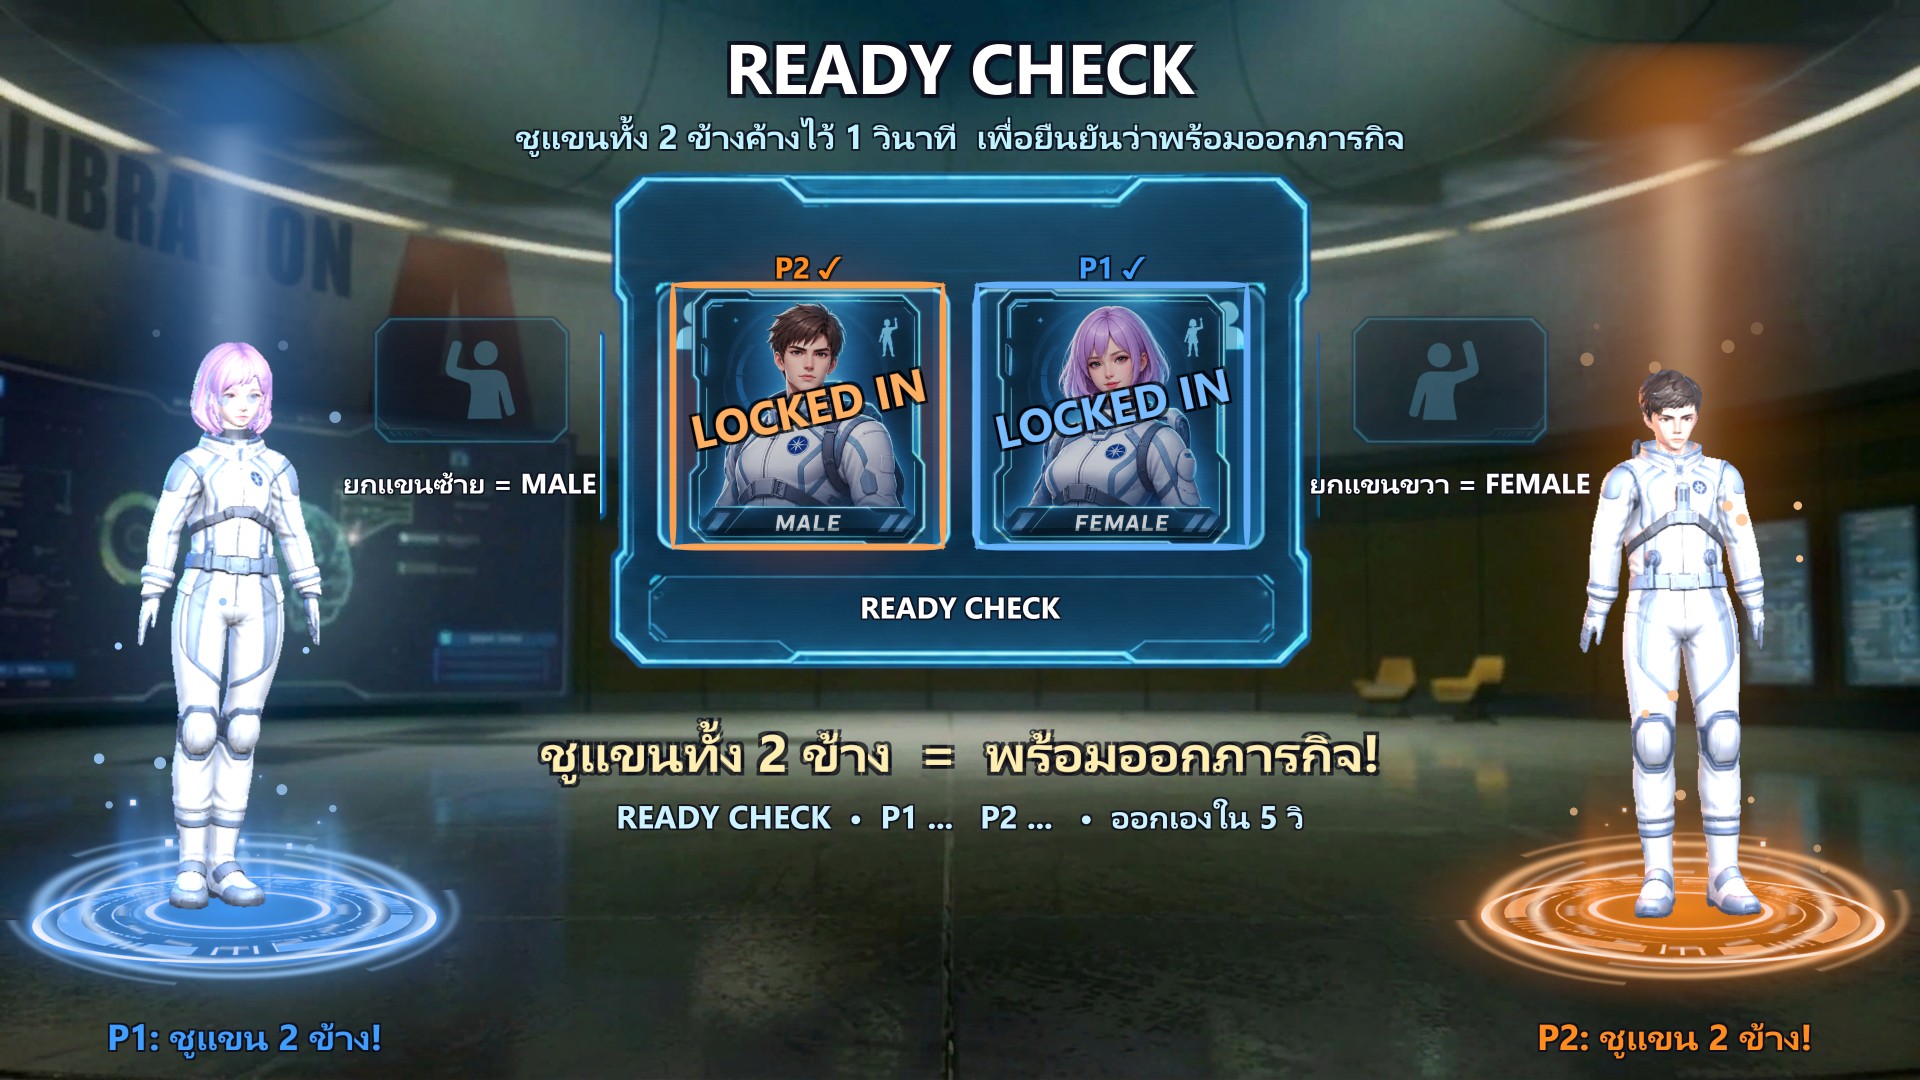 READY CHECK
ชูแขนทั้ง 2 ข้างค้างไว้ 1 วินาที เพื่อยืนยันว่าพร้อมออกภารกิจ
LIBRATION
P2 ✓
P1 ✓
LOCKED IN
LOCKED IN
MALE
FEMALE
ยกแขนซ้าย = MALE
ยกแขนขวา = FEMALE
READY CHECK
ชูแขนทั้ง 2 ข้าง = พร้อมออกภารกิจ!
READY CHECK • P1 ... P2 ... • ออกเองใน 5 วิ
P1: ชูแขน 2 ข้าง!
P2: ชูแขน 2 ข้าง!